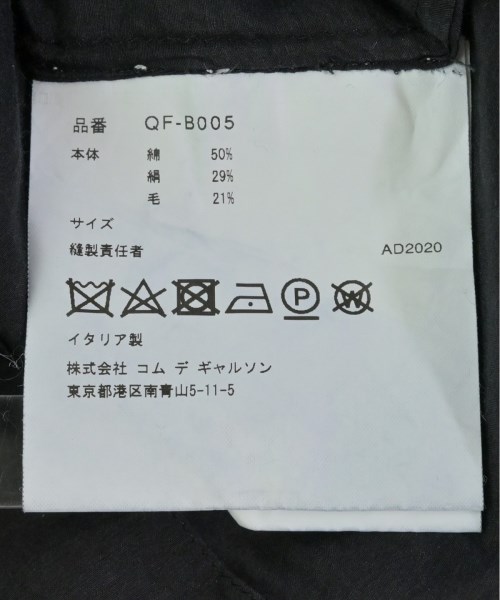 品番 QF-B005
本体 綿 50%
絹 29%
毛 21%
サイズ
縫製責任者 AD2020
P W
イタリア製
株式会社 コム デ ギャルソン
東京都港区南青山5-11-5